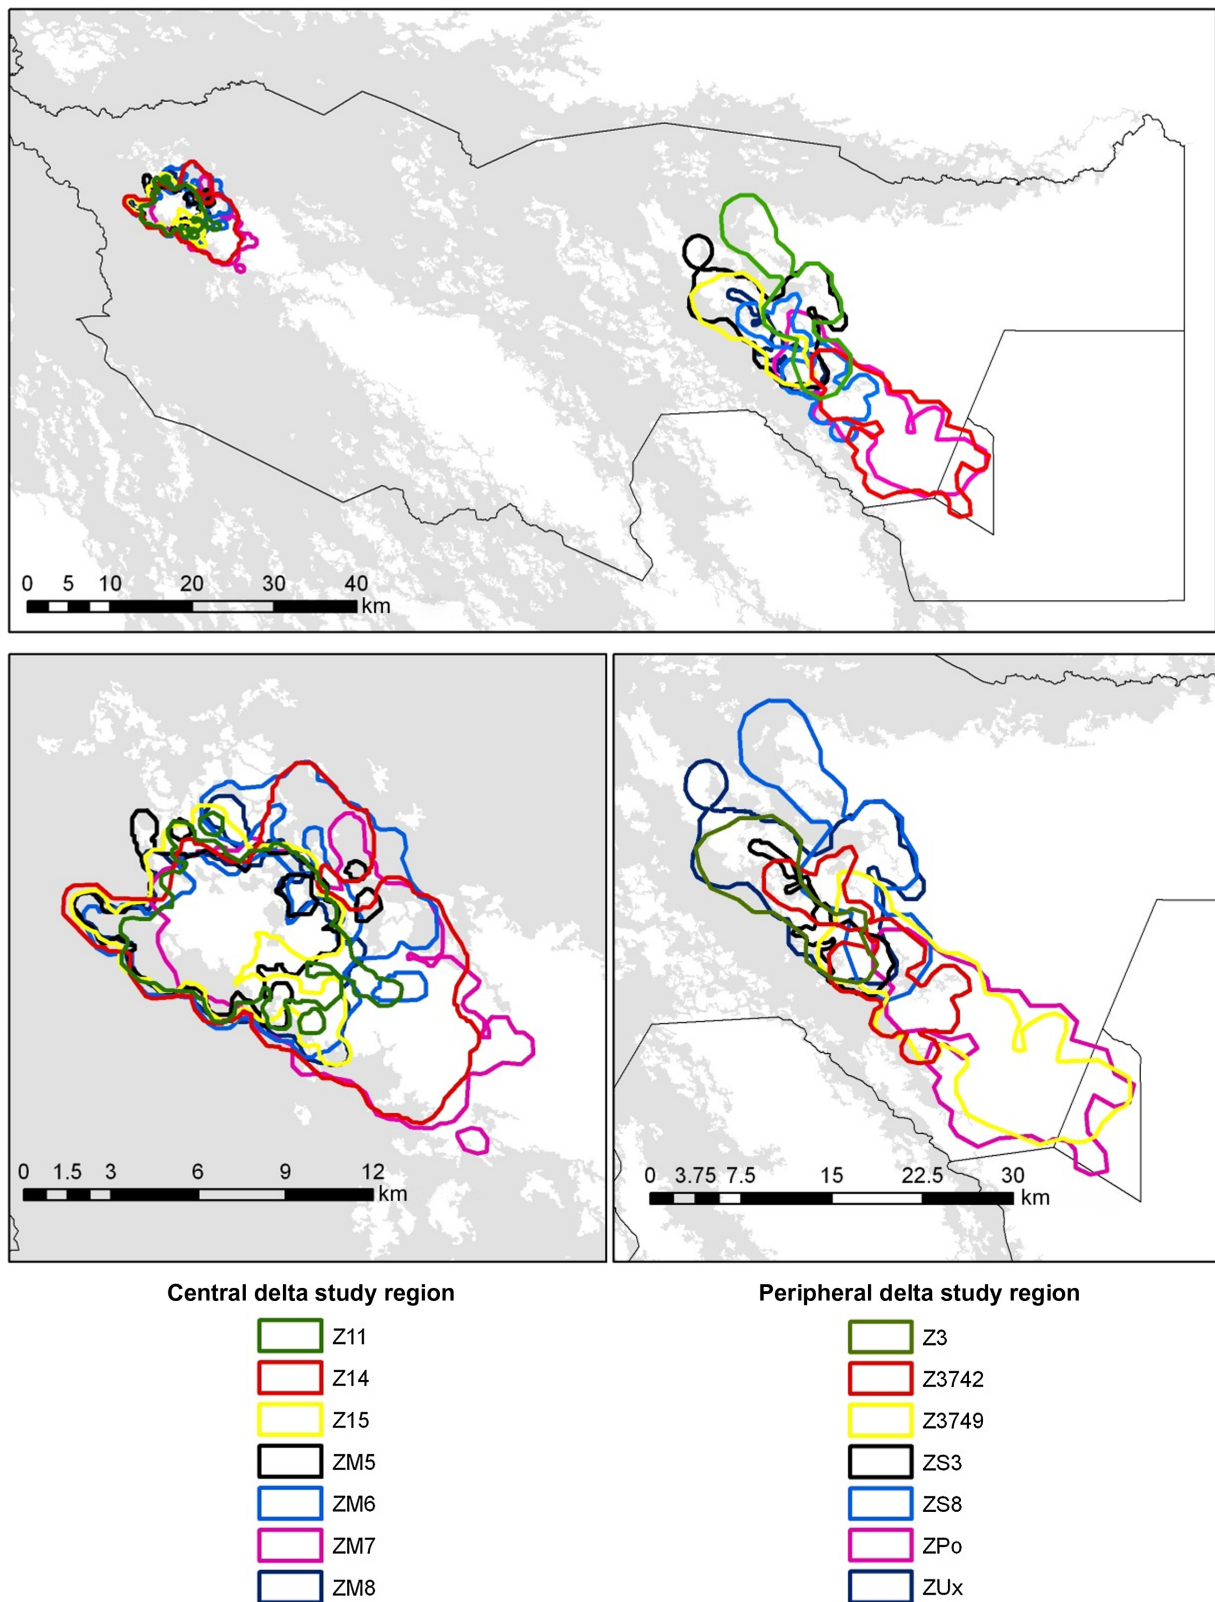 0 5 10 20 30 40
km
0 1.5 3 6 9 12
km
0 3.75 7.5 15 22.5 30
km
Central delta study region
Z11
Z14
Z15
ZM5
ZM6
ZM7
ZM8
Peripheral delta study region
Z3
Z3742
Z3749
ZS3
ZS8
ZPo
ZUx